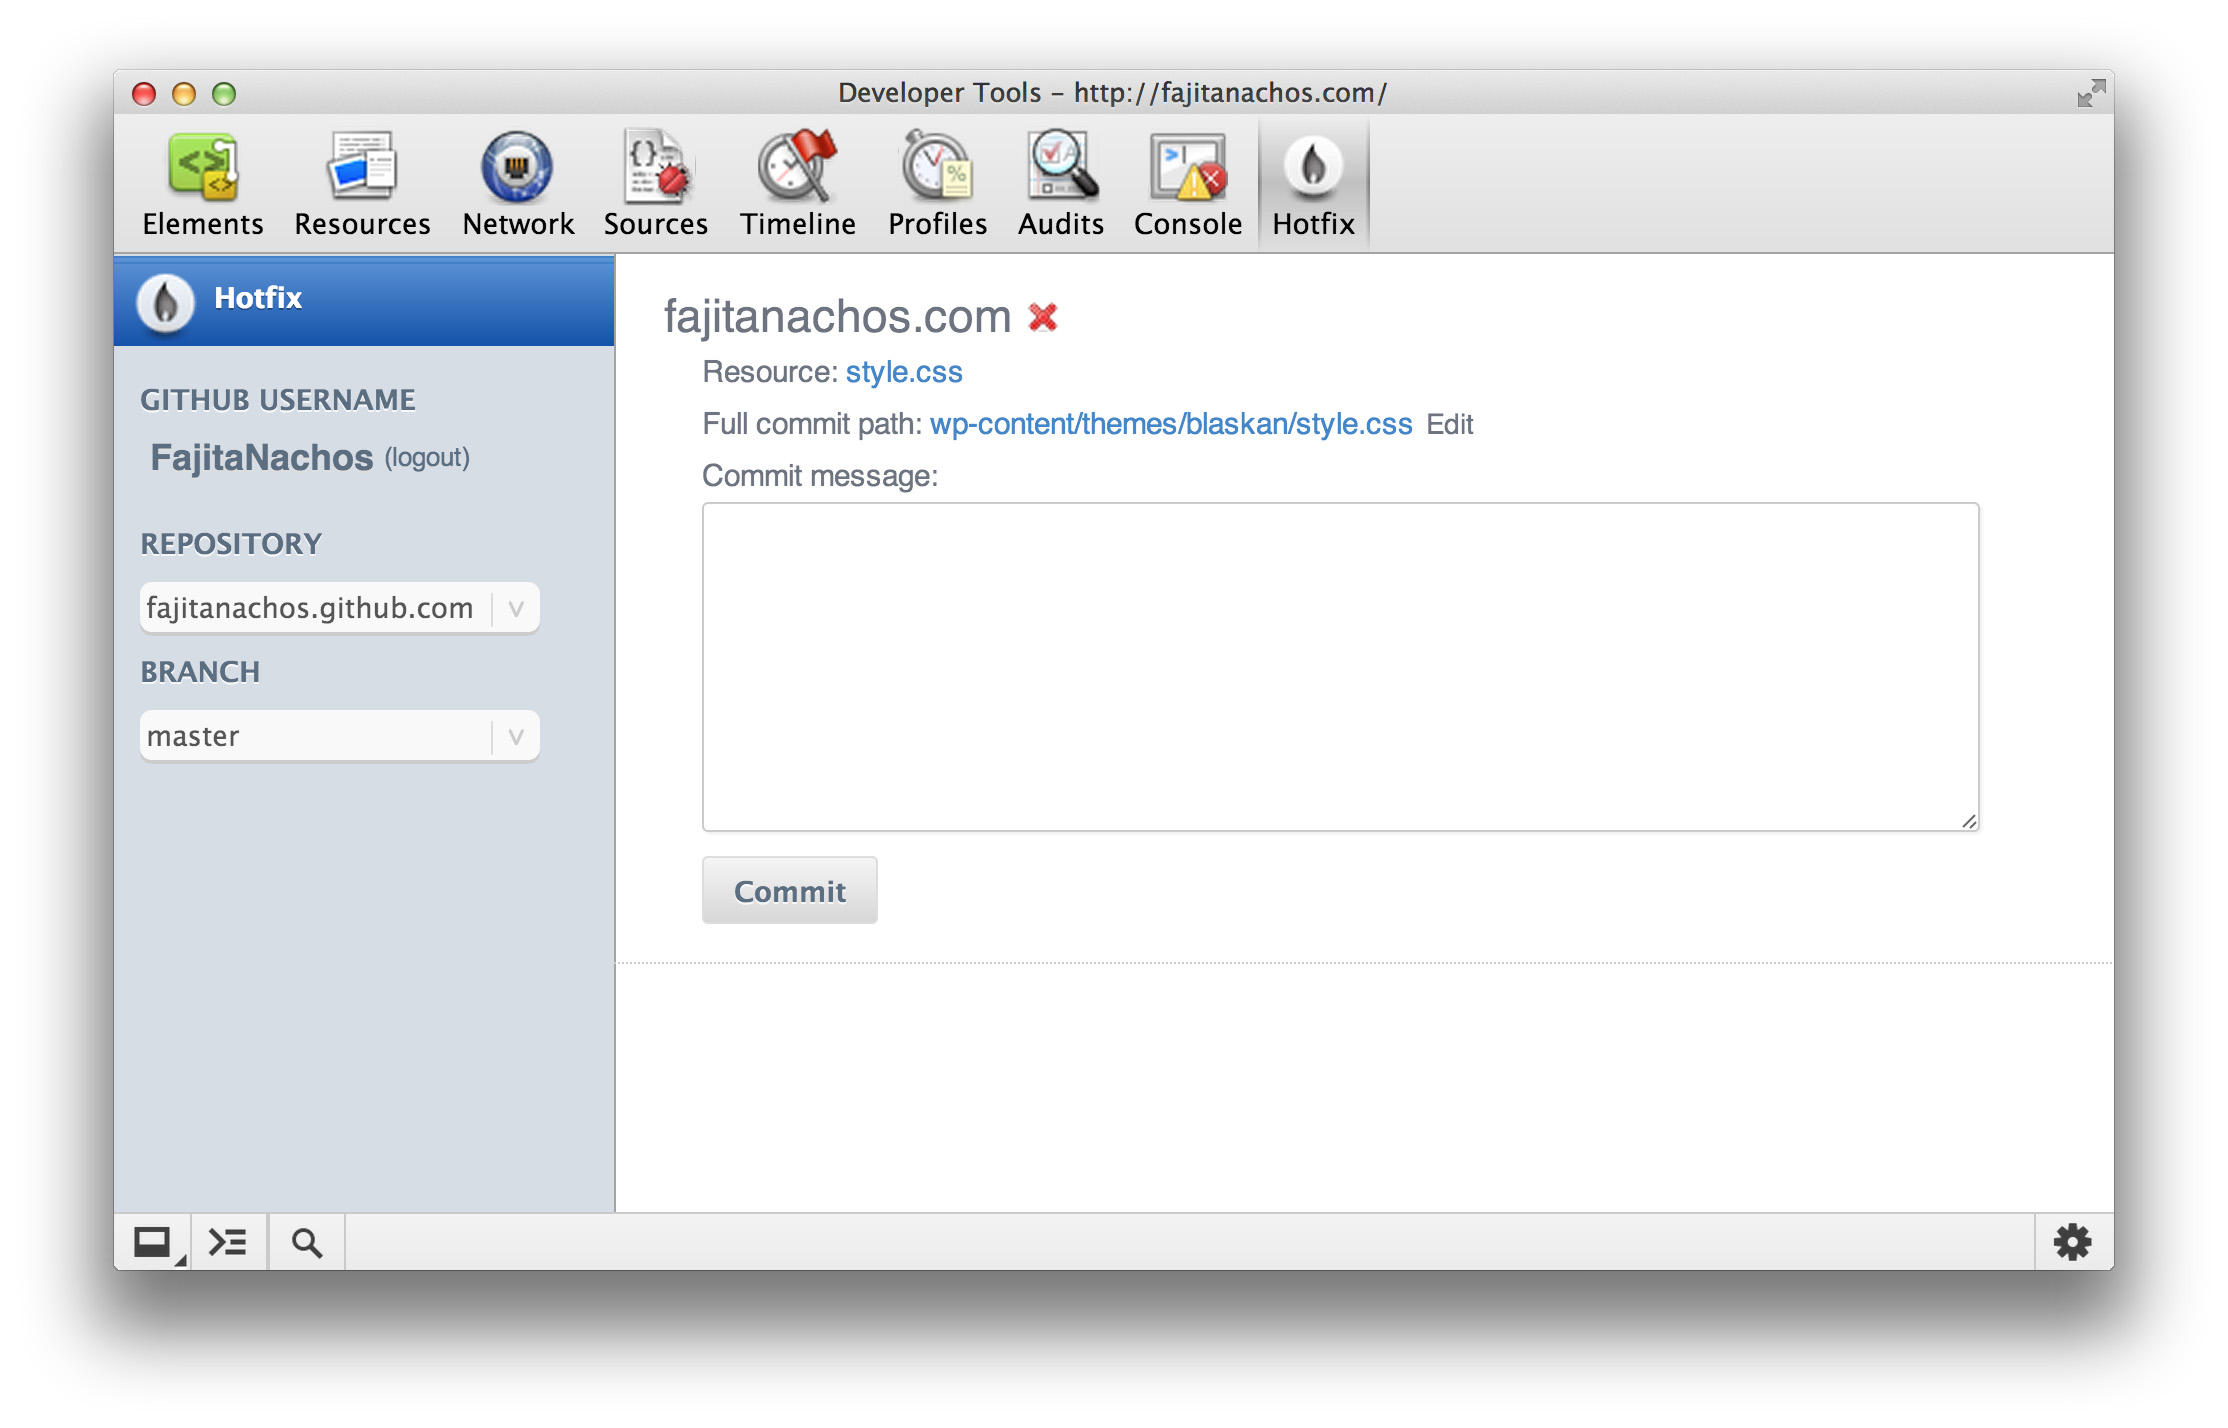 Developer Tools – http://fajitanachos.com/
Elements Resources Network Sources Timeline Profiles Audits Console Hotfix
Hotfix
GITHUB USERNAME
FajitaNachos (logout)
REPOSITORY
fajitanachos.github.com
BRANCH
master
fajitanachos.com
Resource: style.css
Full commit path: wp-content/themes/blaskan/style.css Edit
Commit message:
Commit